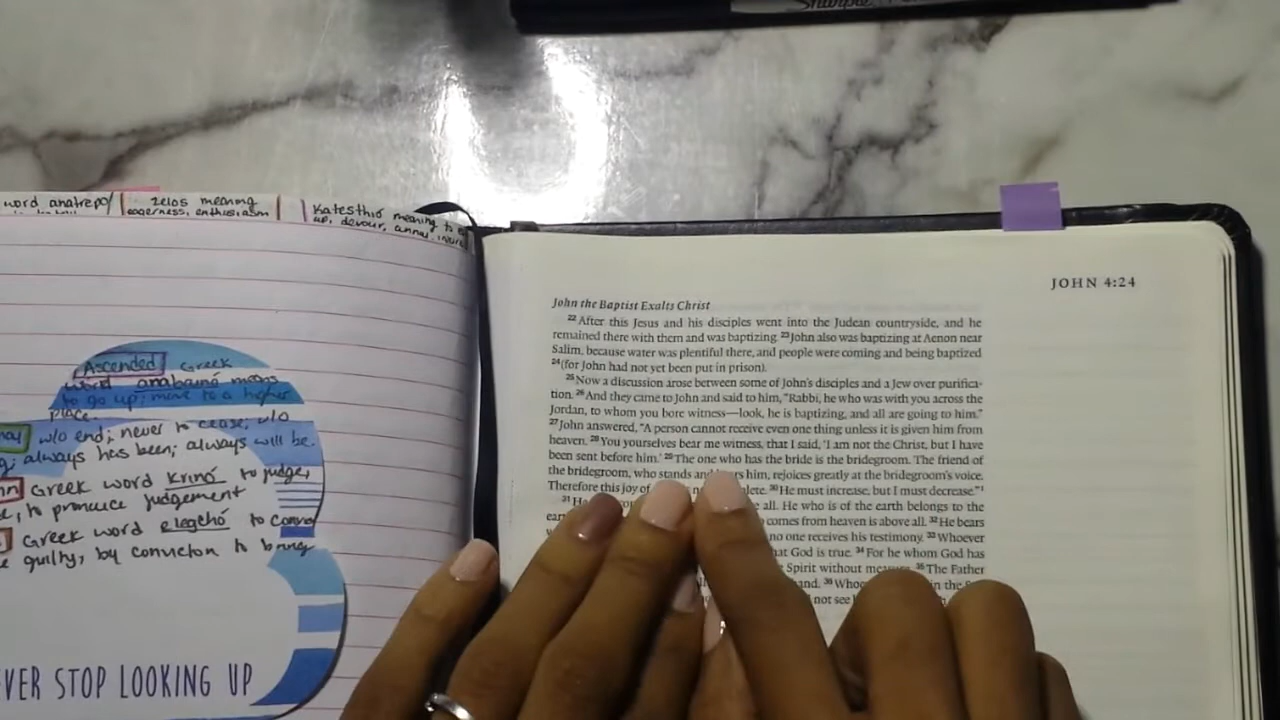 Sharpie
word anatrepo/
zelos meaning
eagerness, enthusiasm
Katesthió meaning to
up, devour, annul, injure
Ascended Greek
word anabainó means
to go up; move to a higher
place.
w/o end; never to cease; w/o
always has been; always will be.
Greek word krinó to judge,
to pronuce judgement
Greek word elegchó to
guilty, by conviction to bring
EVER STOP LOOKING UP
JOHN 4:24
John the Baptist Exalts Christ
22 After this Jesus and his disciples went into the Judean countryside, and he
remained there with them and was baptizing. 23 John also was baptizing at Aenon near
Salim, because water was plentiful there, and people were coming and being baptized
24 (for John had not yet been put in prison).
25 Now a discussion arose between some of John's disciples and a Jew over purifica-
tion. 26 And they came to John and said to him, "Rabbi, he who was with you across the
Jordan, to whom you bore witness—look, he is baptizing, and all are going to him."
27 John answered, "A person cannot receive even one thing unless it is given him from
heaven. 28 You yourselves bear me witness, that I said, 'I am not the Christ, but I have
been sent before him.' 29 The one who has the bride is the bridegroom. The friend of
the bridegroom, who stands and hears him, rejoices greatly at the bridegroom's voice.
Therefore this joy of 30 He must increase, but I must decrease."
31 He all. He who is of the earth belongs to the
comes from heaven is above all. 32 He bears
no one receives his testimony. 33 Whoever
that God is true. 34 For he whom God has
Spirit without measure. 35 The Father
hand. 36 in the
not see